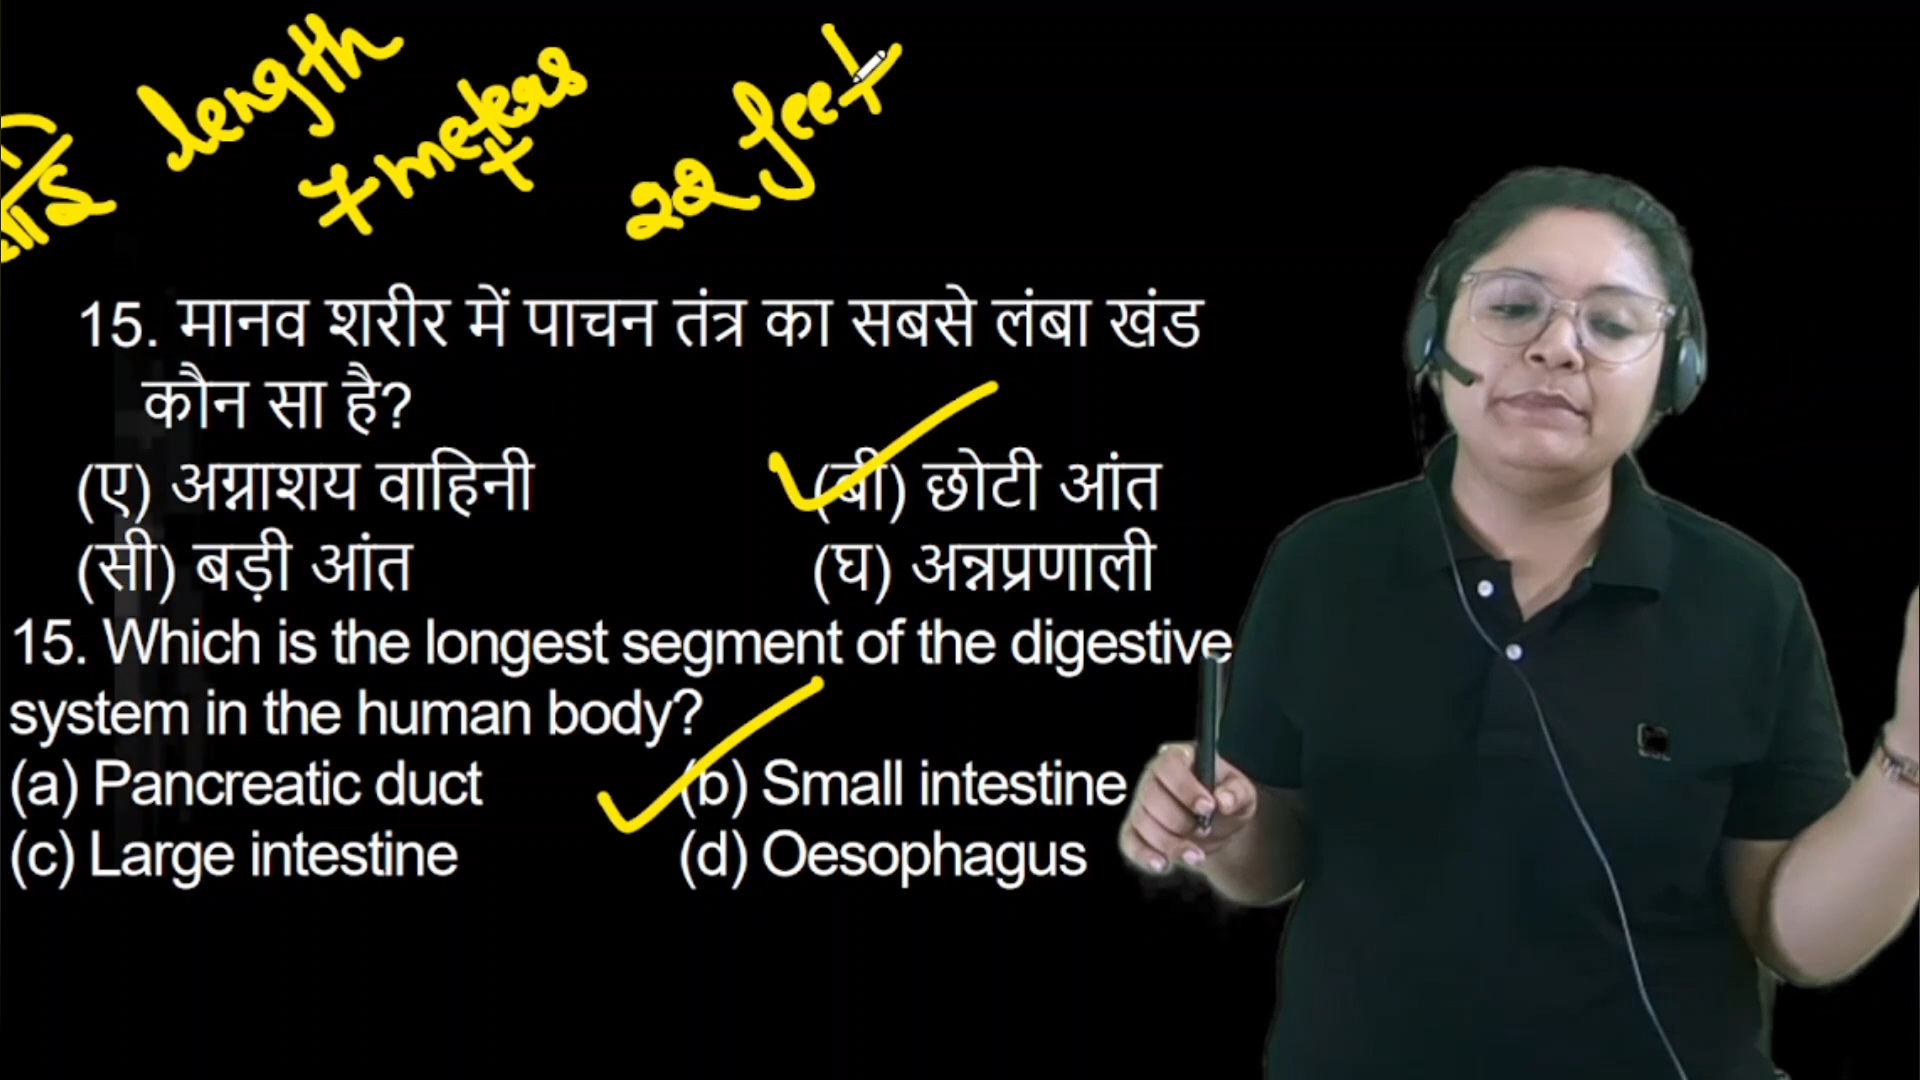 length
7 meters
22 feet
15. मानव शरीर में पाचन तंत्र का सबसे लंबा खंड
कौन सा है?
(ए) अग्नाशय वाहिनी (बी) छोटी आंत
(सी) बड़ी आंत (घ) अन्नप्रणाली
15. Which is the longest segment of the digestive
system in the human body?
(a) Pancreatic duct (b) Small intestine
(c) Large intestine (d) Oesophagus